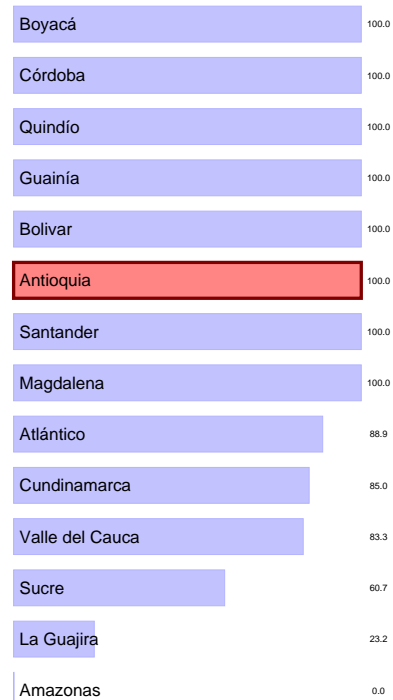 Boyacá 100.0
Córdoba 100.0
Quindío 100.0
Guainía 100.0
Bolivar 100.0
Antioquia 100.0
Santander 100.0
Magdalena 100.0
Atlántico 88.9
Cundinamarca 85.0
Valle del Cauca 83.3
Sucre 60.7
La Guajira 23.2
Amazonas 0.0